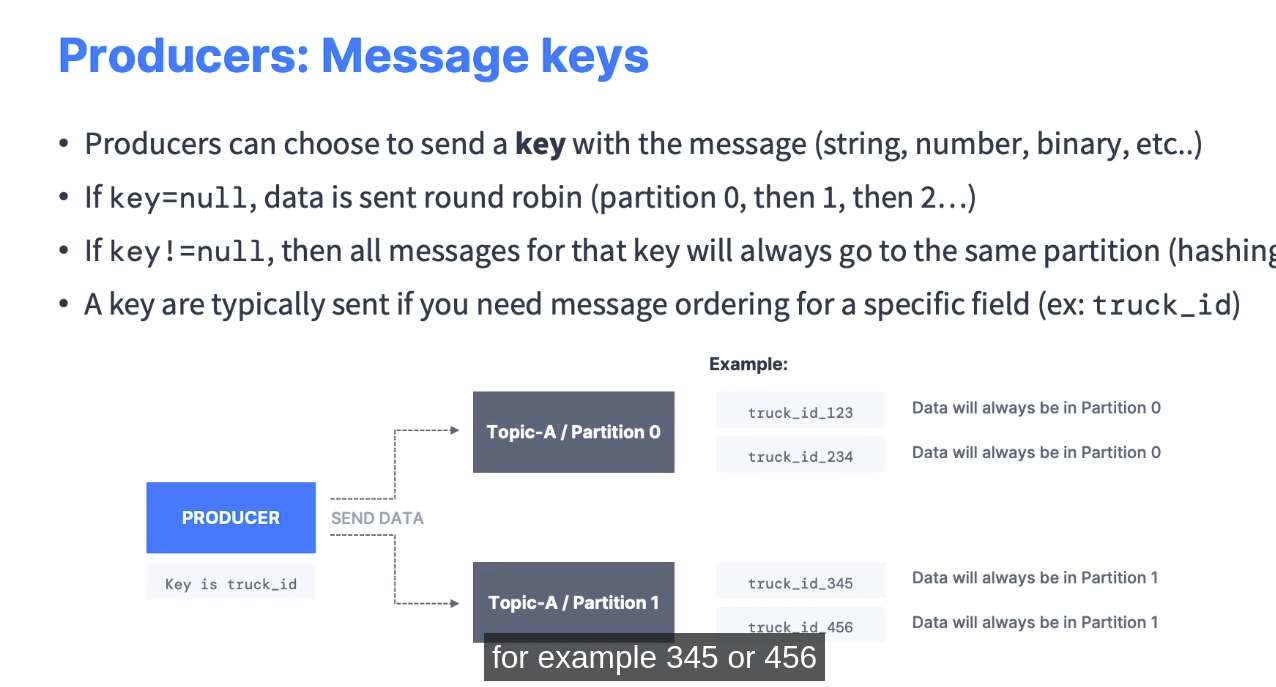 Producers: Message keys
• Producers can choose to send a key with the message (string, number, binary, etc..)
• If key=null, data is sent round robin (partition 0, then 1, then 2...)
• If key!=null, then all messages for that key will always go to the same partition (hashing
• A key are typically sent if you need message ordering for a specific field (ex: truck_id)
Example:
Topic-A / Partition 0
truck_id_123
Data will always be in Partition 0
truck_id_234
Data will always be in Partition 0
PRODUCER
SEND DATA
Key is truck_id
Topic-A / Partition 1
truck_id_345
Data will always be in Partition 1
truck_id_456
Data will always be in Partition 1
for example 345 or 456